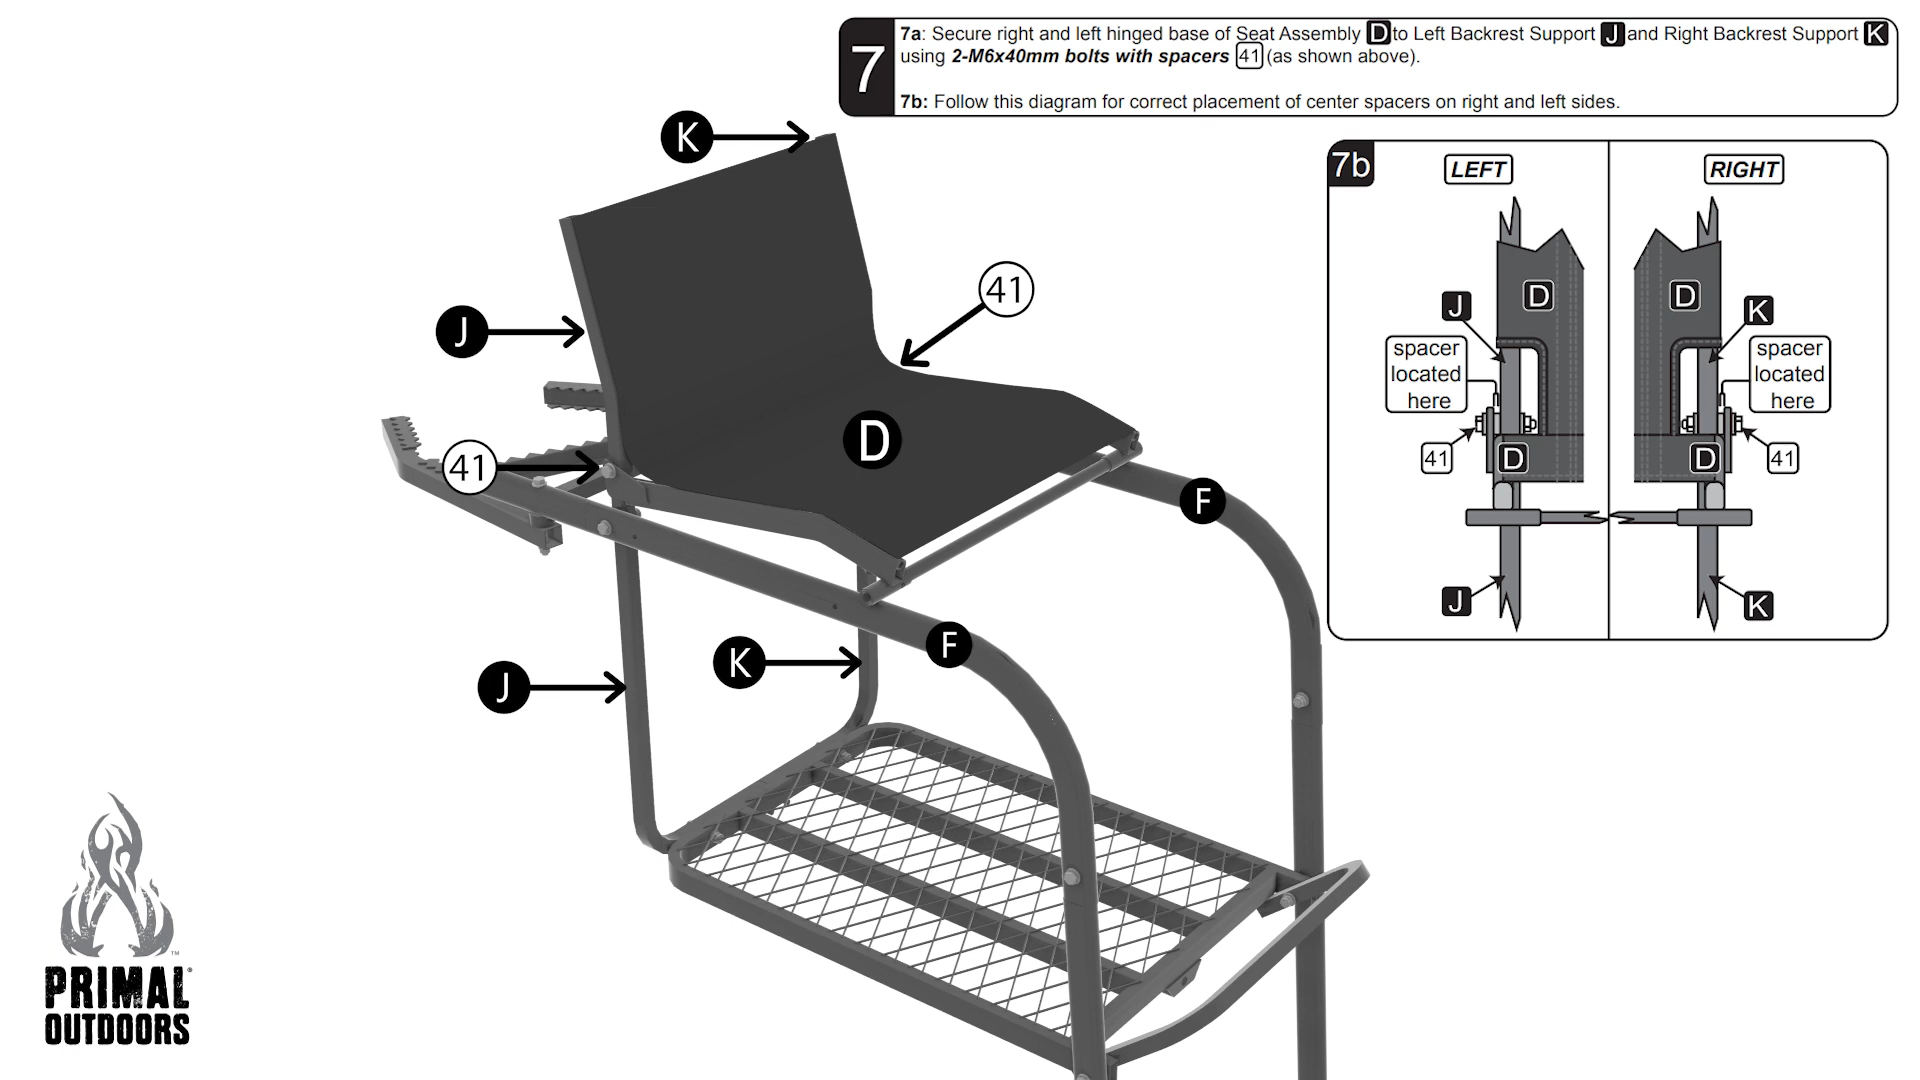 7
7a: Secure right and left hinged base of Seat Assembly D to Left Backrest Support J and Right Backrest Support K
using 2-M6x40mm bolts with spacers 41 (as shown above).
7b: Follow this diagram for correct placement of center spacers on right and left sides.
K
41
J
D
41
F
F
K
J
7b
LEFT
RIGHT
D
D
J
K
spacer
located
here
spacer
located
here
41
D
D
41
J
K
™
PRIMAL
OUTDOORS